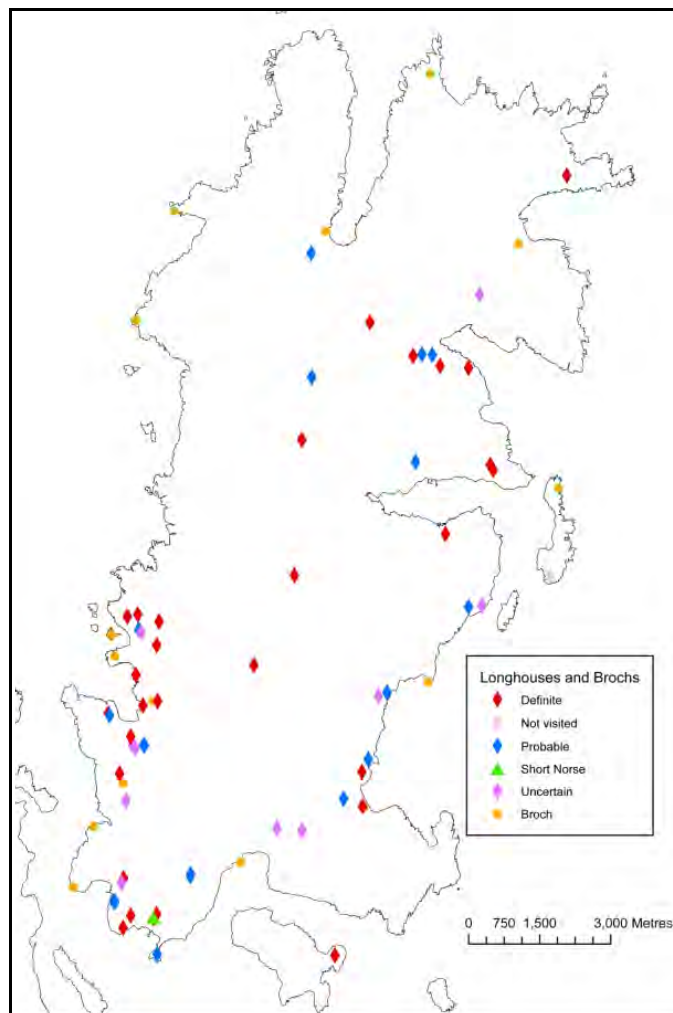 Longhouses and Brochs
Definite
Not visited
Probable
Short Norse
Uncertain
Broch
0 750 1,500 3,000 Metres